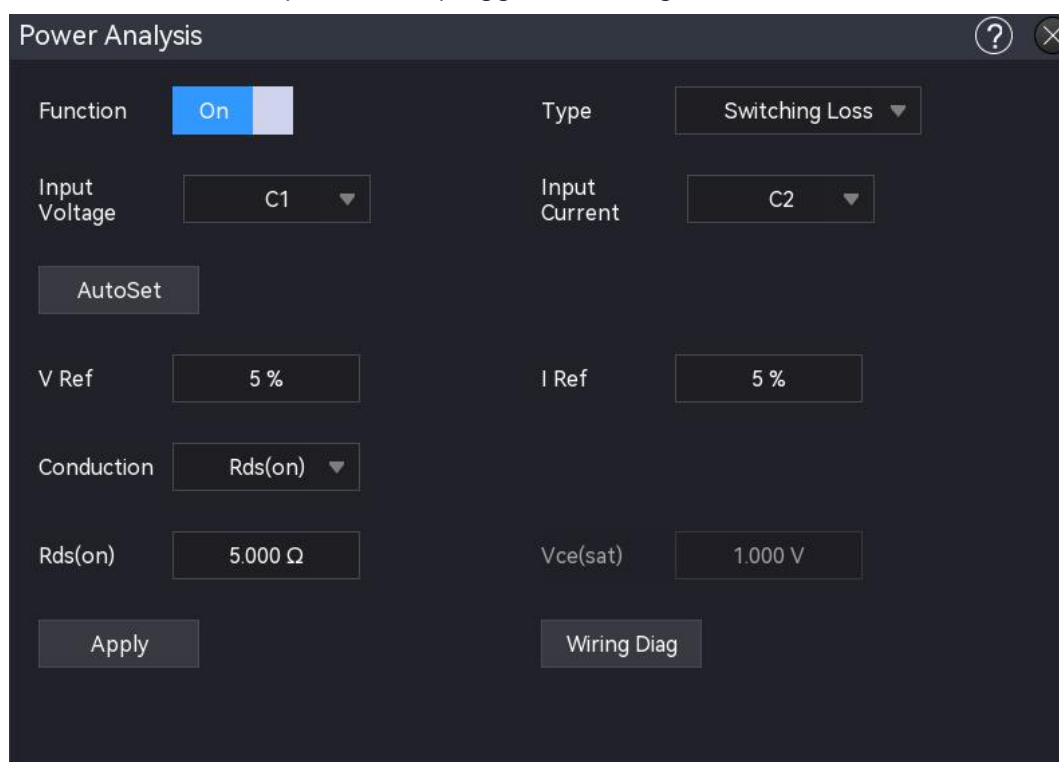 Power Analysis ?
Function On Type Switching Loss
Input Voltage C1 Input Current C2
AutoSet
V Ref 5 % I Ref 5 %
Conduction Rds(on)
Rds(on) 5.000 Ω Vce(sat) 1.000 V
Apply Wiring Diag